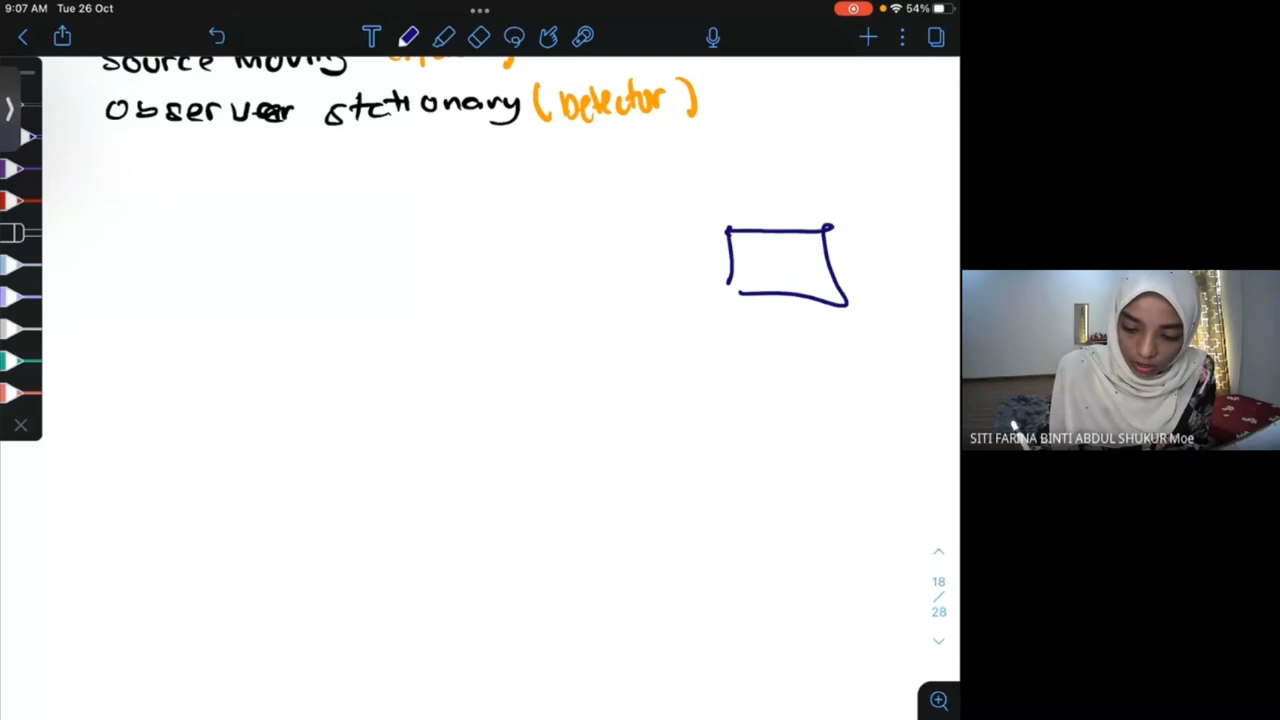 9:07 AM Tue 26 Oct
54%
T
source moving
observer stationary (Detector)
SITI FARINA BINTI ABDUL SHUKUR Moe
18
/
28